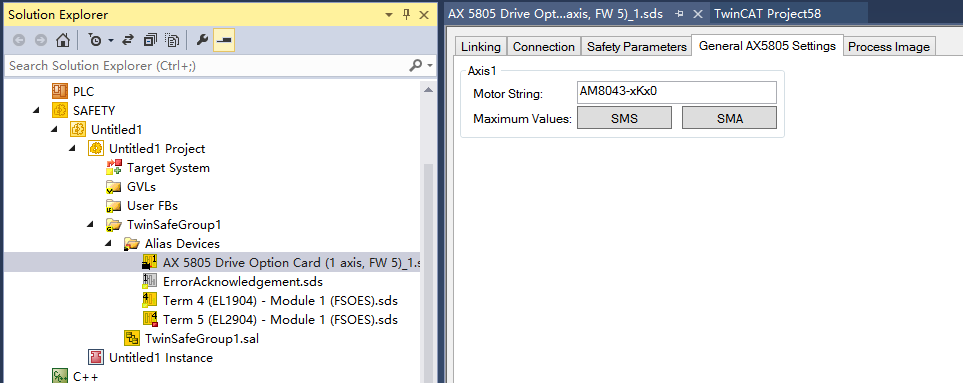 Solution Explorer
Search Solution Explorer (Ctrl+;)
PLC
SAFETY
Untitled1
Untitled1 Project
Target System
GVLs
User FBs
TwinSafeGroup1
Alias Devices
AX 5805 Drive Option Card (1 axis, FW 5)_1.s
ErrorAcknowledgement.sds
Term 4 (EL1904) - Module 1 (FSOES).sds
Term 5 (EL2904) - Module 1 (FSOES).sds
TwinSafeGroup1.sal
Untitled1 Instance
C++
AX 5805 Drive Opt...axis, FW 5)_1.sds
TwinCAT Project58
Linking Connection Safety Parameters General AX5805 Settings Process Image
Axis1
Motor String: AM8043-xKx0
Maximum Values: SMS SMA